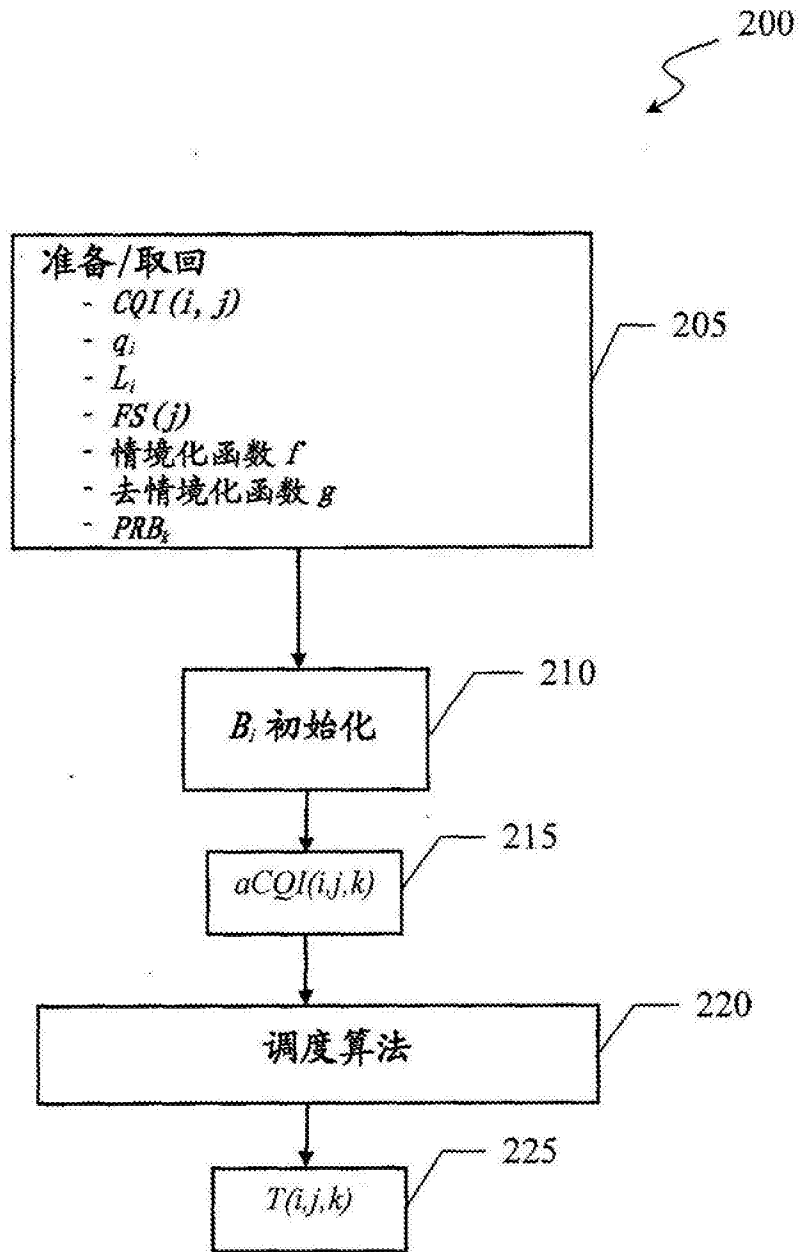 200
准备/取回
- CQI(i, j)
- qᵢ
- Lᵢ
- FS(j)
- 情境化函数 f
- 去情境化函数 g
- PRBₖ
205
Bᵢ 初始化
210
aCQI(i,j,k)
215
调度算法
220
T(i,j,k)
225